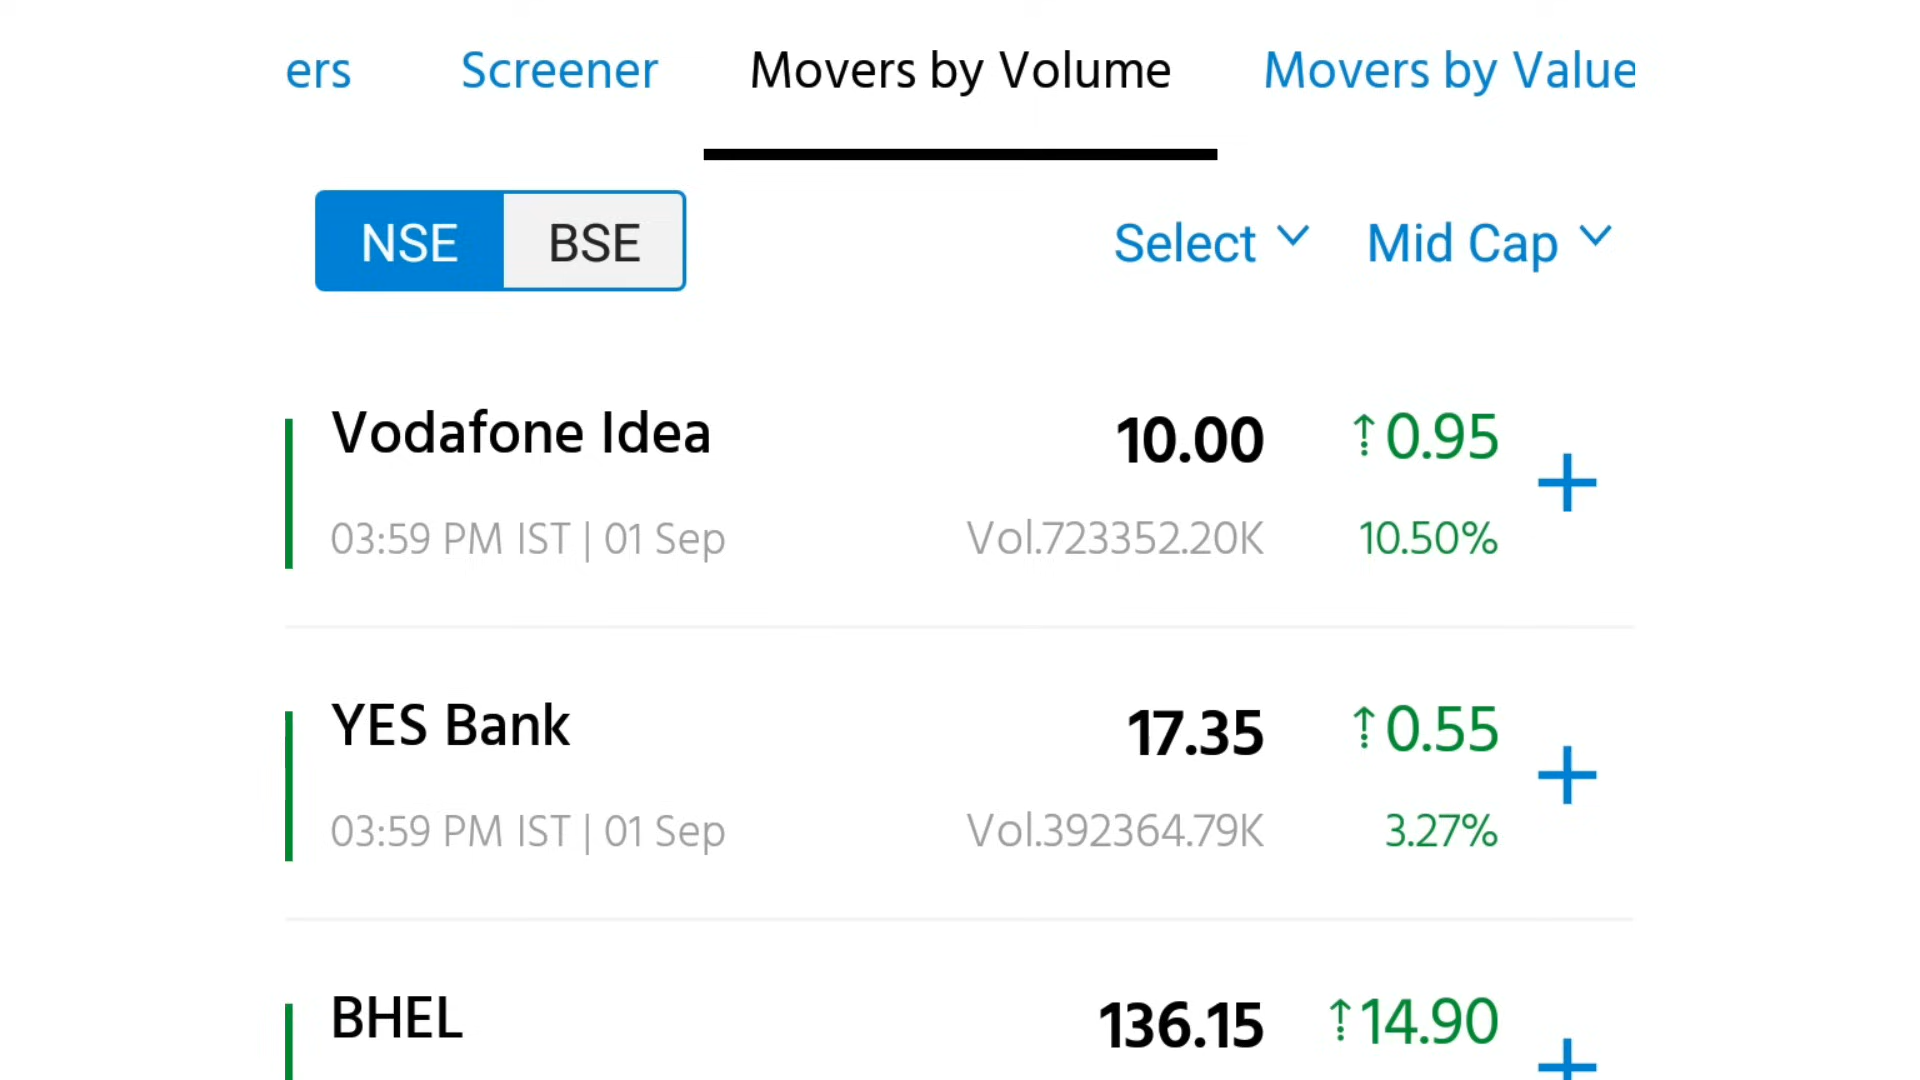 ers Screener Movers by Volume Movers by Value
NSE BSE Select Mid Cap
Vodafone Idea 10.00 ↑0.95
03:59 PM IST | 01 Sep Vol.723352.20K 10.50%
YES Bank 17.35 ↑0.55
03:59 PM IST | 01 Sep Vol.392364.79K 3.27%
BHEL 136.15 ↑14.90